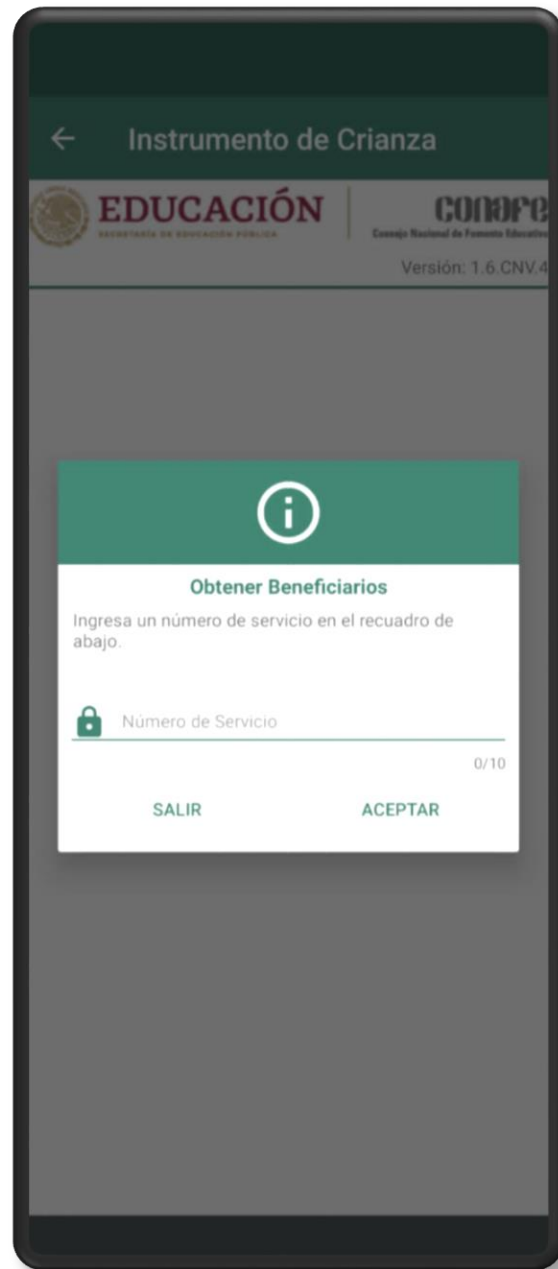 Instrumento de Crianza
EDUCACIÓN
SECRETARÍA DE EDUCACIÓN PÚBLICA
CONAFE
Consejo Nacional de Fomento Educativo
Versión: 1.6.CNV.4
Obtener Beneficiarios
Ingresa un número de servicio en el recuadro de
abajo.
Número de Servicio
0/10
SALIR ACEPTAR